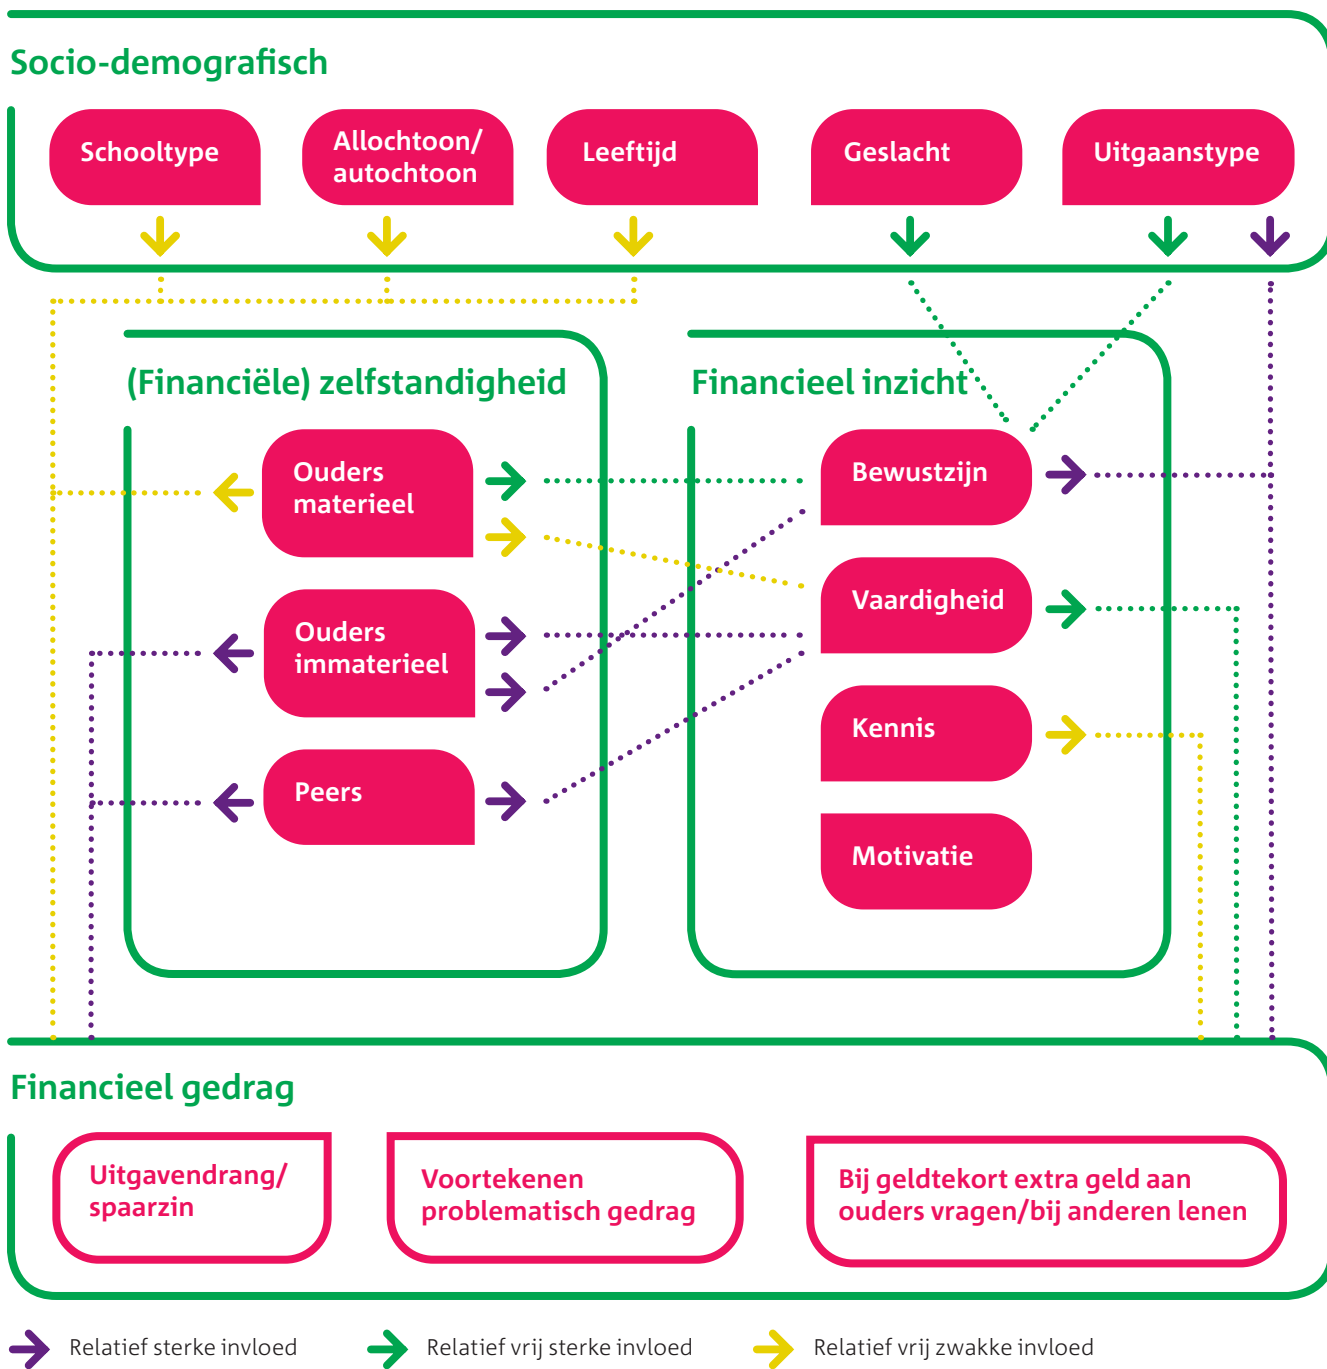 Socio-demografisch
Schooltype
Allochtoon/
autochtoon
Leeftijd
Geslacht
Uitgaanstype
(Financiële) zelfstandigheid
Ouders
materieel
Ouders
immaterieel
Peers
Financieel inzicht
Bewustzijn
Vaardigheid
Kennis
Motivatie
Financieel gedrag
Uitgavendrang/
spaarzin
Voortekenen
problematisch gedrag
Bij geldtekort extra geld aan
ouders vragen/bij anderen lenen
Relatief sterke invloed
Relatief vrij sterke invloed
Relatief vrij zwakke invloed